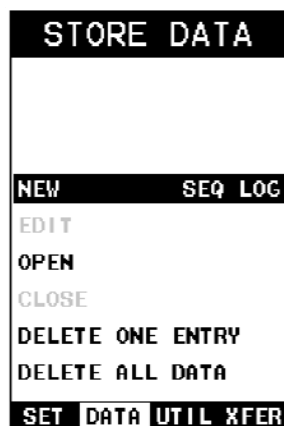 STORE DATA
NEW SEQ LOG
EDIT
OPEN
CLOSE
DELETE ONE ENTRY
DELETE ALL DATA
SET DATA UTIL XFER